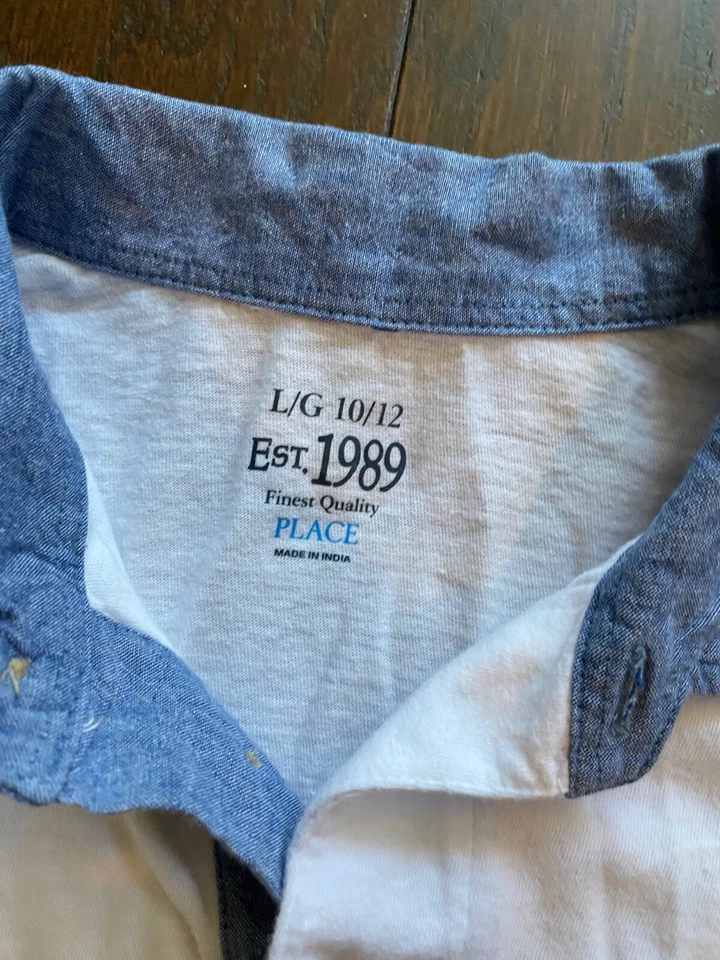 L/G 10/12
EST. 1989
Finest Quality
PLACE
MADE IN INDIA